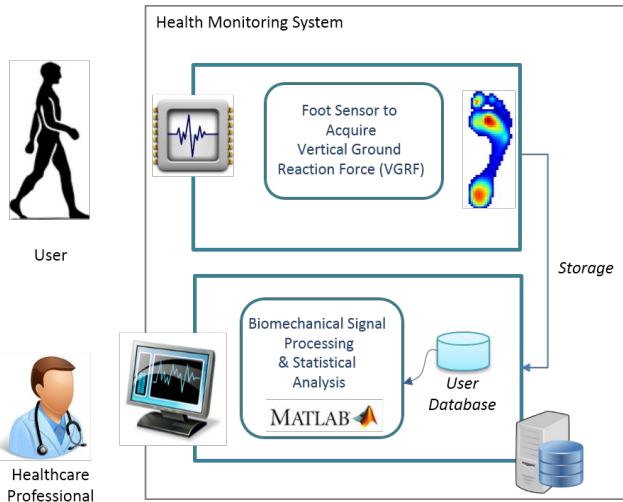 Health Monitoring System
Foot Sensor to
Acquire
Vertical Ground
Reaction Force (VGRF)
User
Storage
Biomechanical Signal
Processing
& Statistical
Analysis
MATLAB
User
Database
Healthcare
Professional